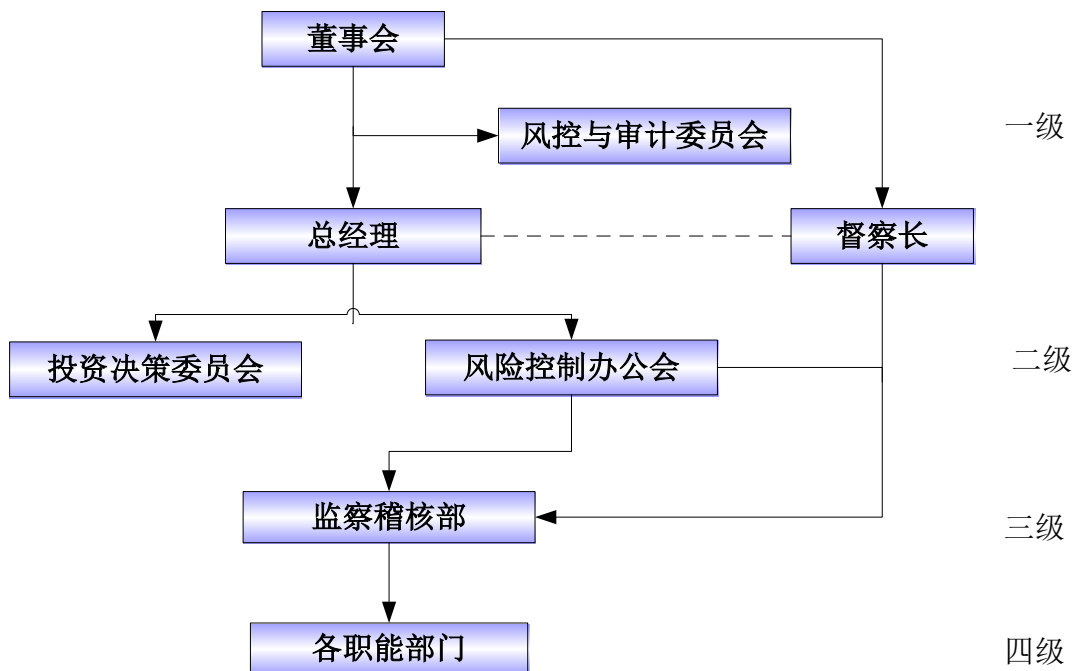 董事会
风控与审计委员会
一级
总经理
督察长
投资决策委员会
风险控制办公会
二级
监察稽核部
三级
各职能部门
四级